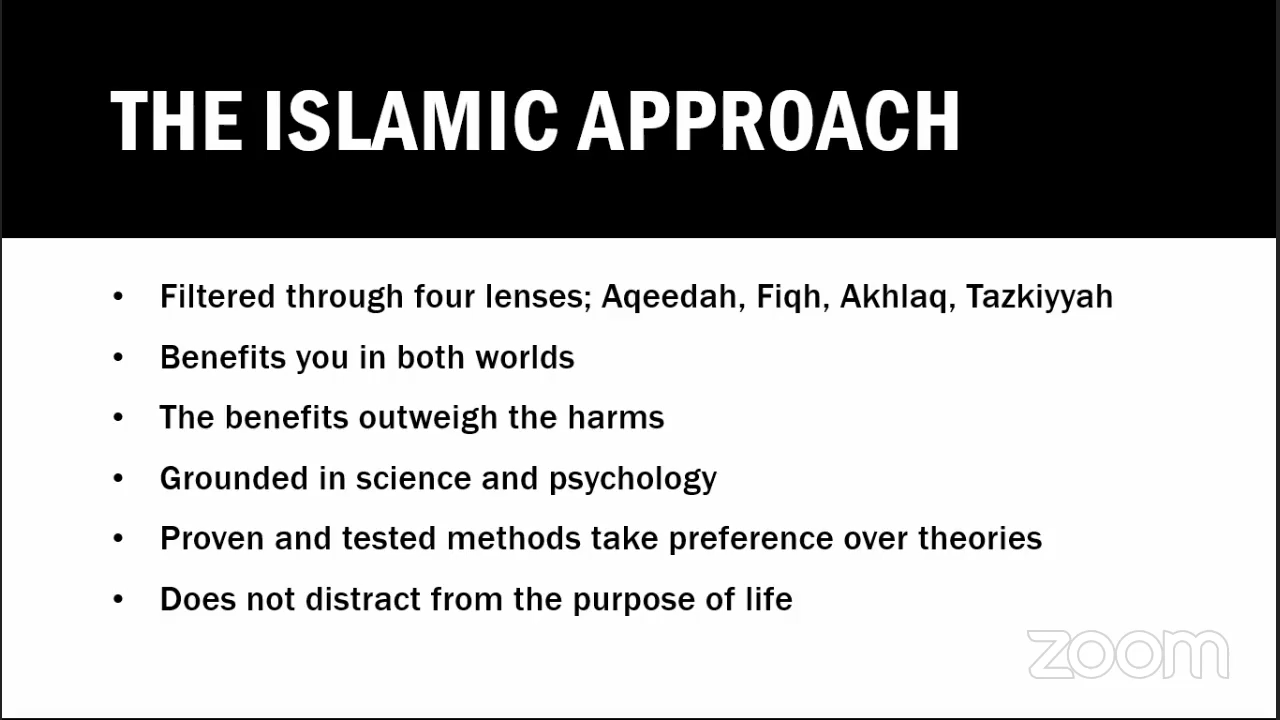 THE ISLAMIC APPROACH
• Filtered through four lenses; Aqeedah, Fiqh, Akhlaq, Tazkiyyah
• Benefits you in both worlds
• The benefits outweigh the harms
• Grounded in science and psychology
• Proven and tested methods take preference over theories
• Does not distract from the purpose of life
zoom